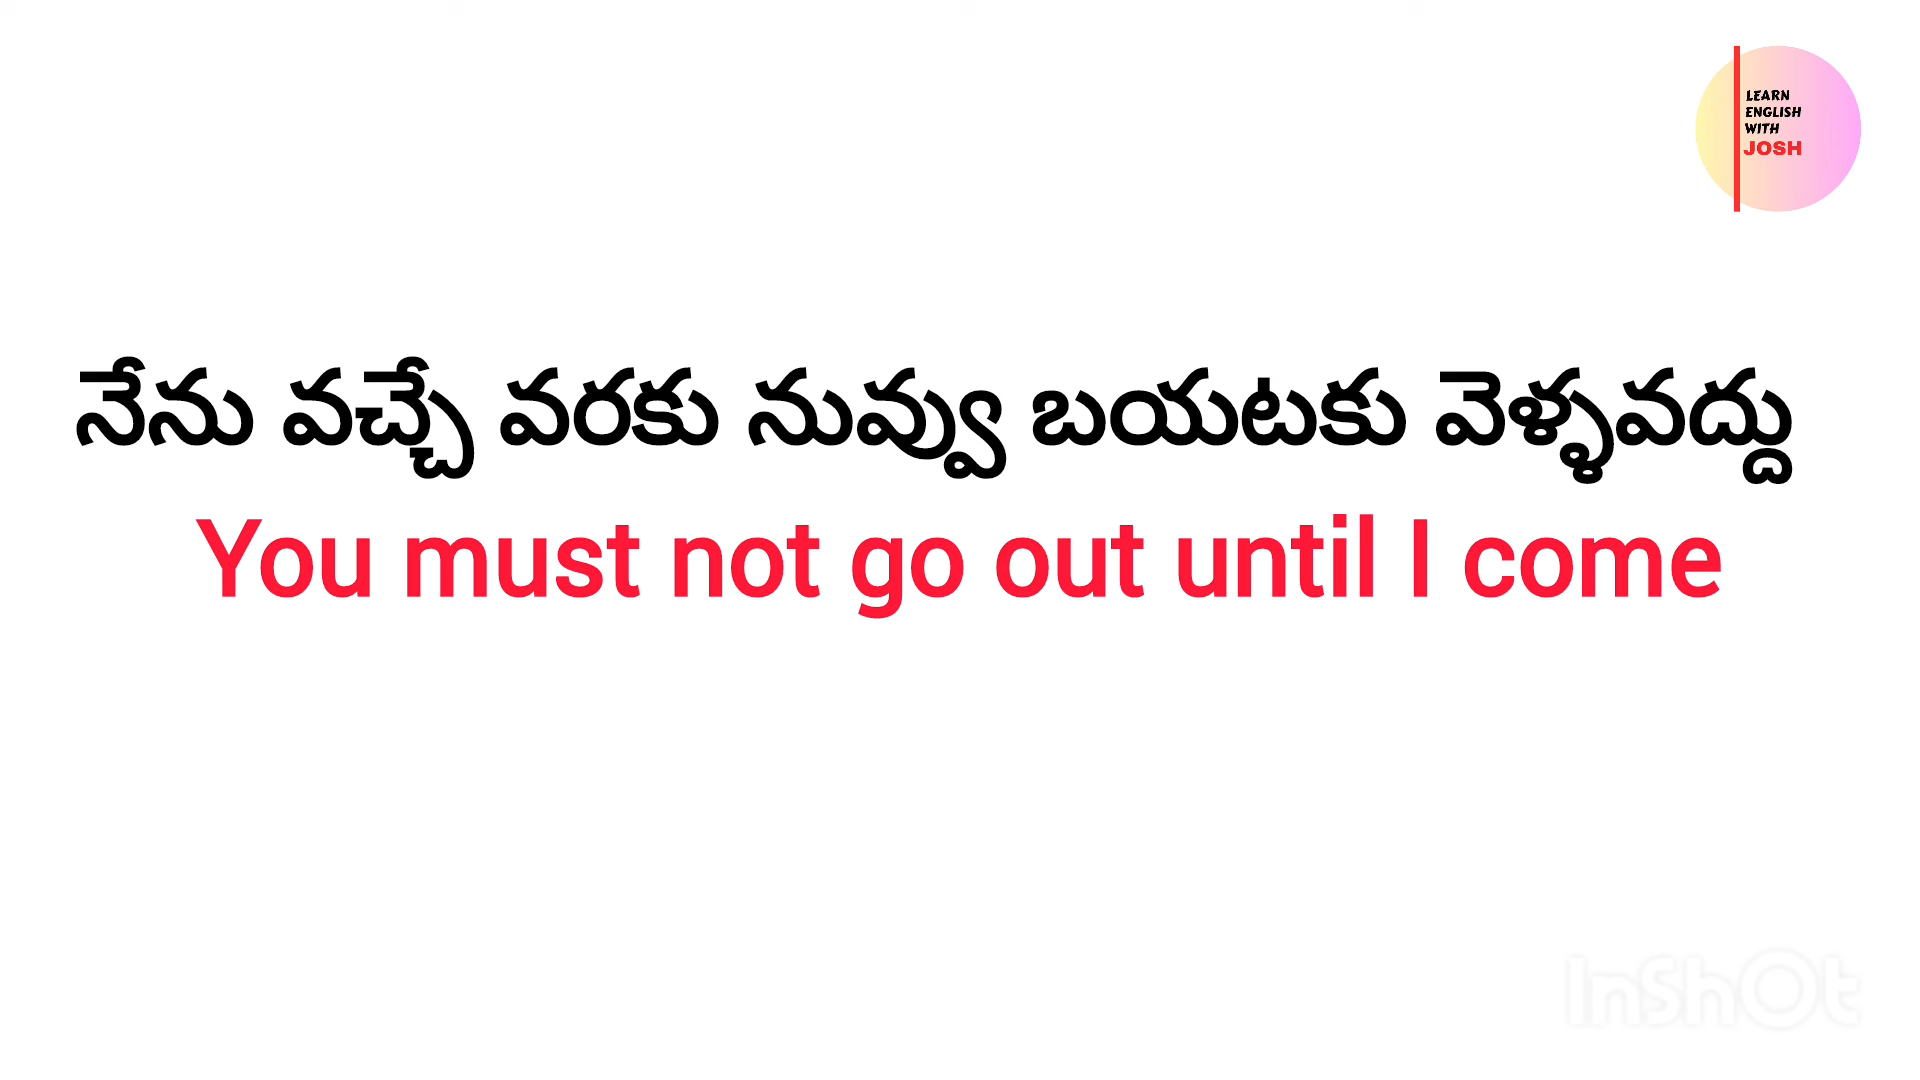 LEARN
ENGLISH
WITH
JOSH
నేను వచ్చే వరకు నువ్వు బయటకు వెళ్ళవద్దు
You must not go out until I come
InShOt